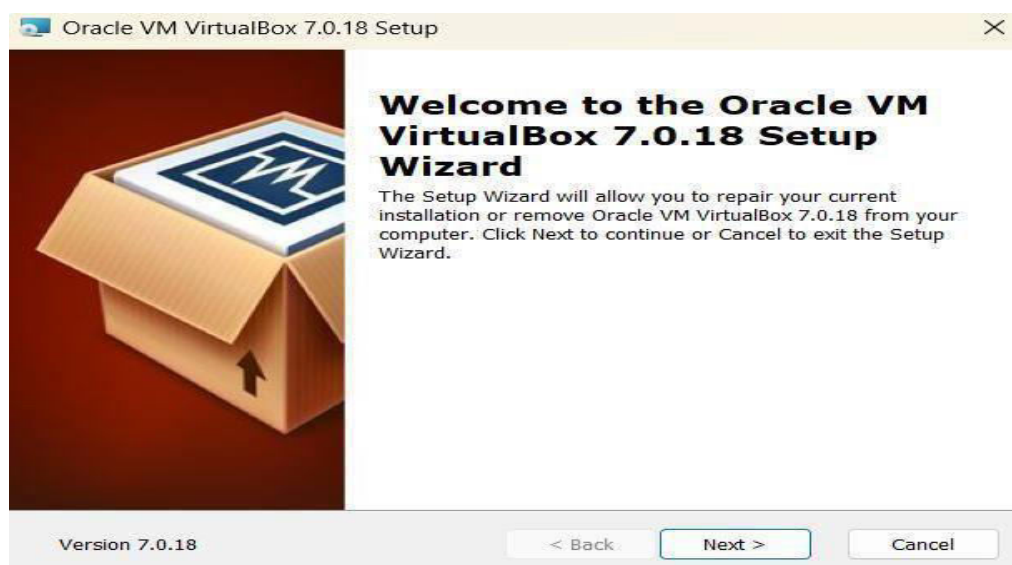 Oracle VM VirtualBox 7.0.18 Setup
Welcome to the Oracle VM
VirtualBox 7.0.18 Setup
Wizard
The Setup Wizard will allow you to repair your current
installation or remove Oracle VM VirtualBox 7.0.18 from your
computer. Click Next to continue or Cancel to exit the Setup
Wizard.
Version 7.0.18
< Back
Next >
Cancel